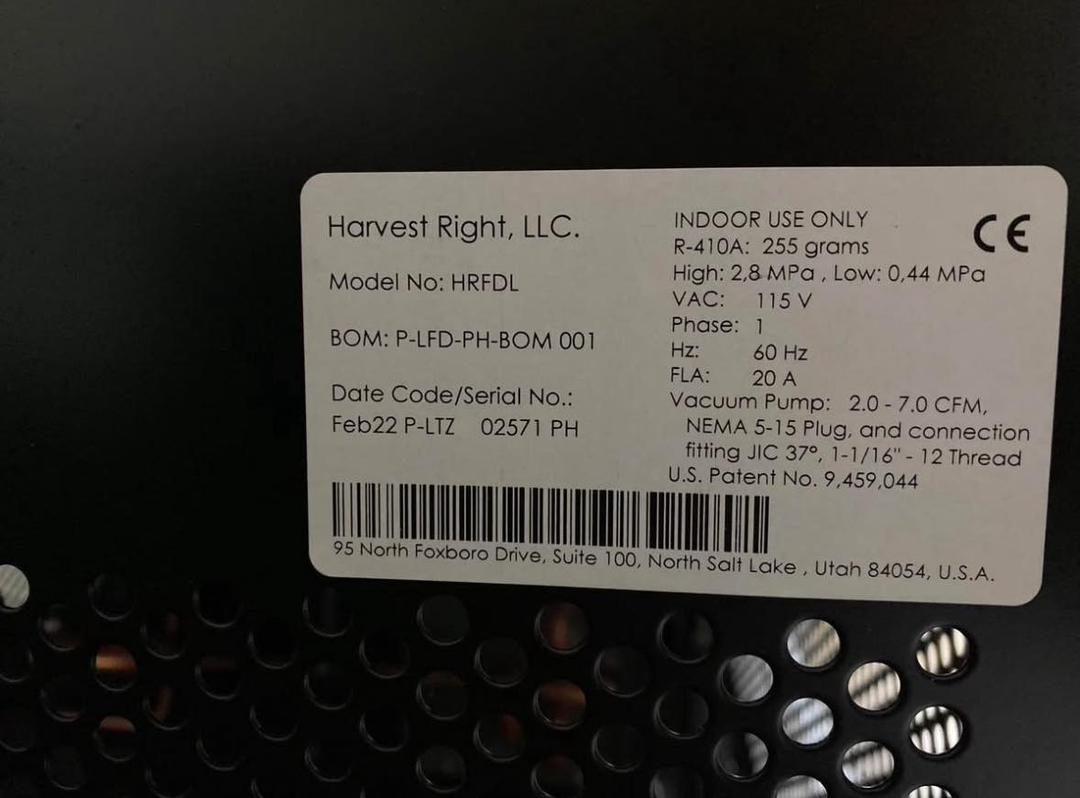 Harvest Right, LLC.
Model No: HRFDL
BOM: P-LFD-PH-BOM 001
Date Code/Serial No.:
Feb22 P-LTZ 02571 PH
INDOOR USE ONLY
R-410A: 255 grams
High: 2,8 MPa , Low: 0,44 MPa
VAC: 115 V
Phase: 1
Hz: 60 Hz
FLA: 20 A
Vacuum Pump: 2.0 - 7.0 CFM,
NEMA 5-15 Plug, and connection
fitting JIC 37º, 1-1/16" - 12 Thread
U.S. Patent No. 9,459,044
CE
95 North Foxboro Drive, Suite 100, North Salt Lake , Utah 84054, U.S.A.